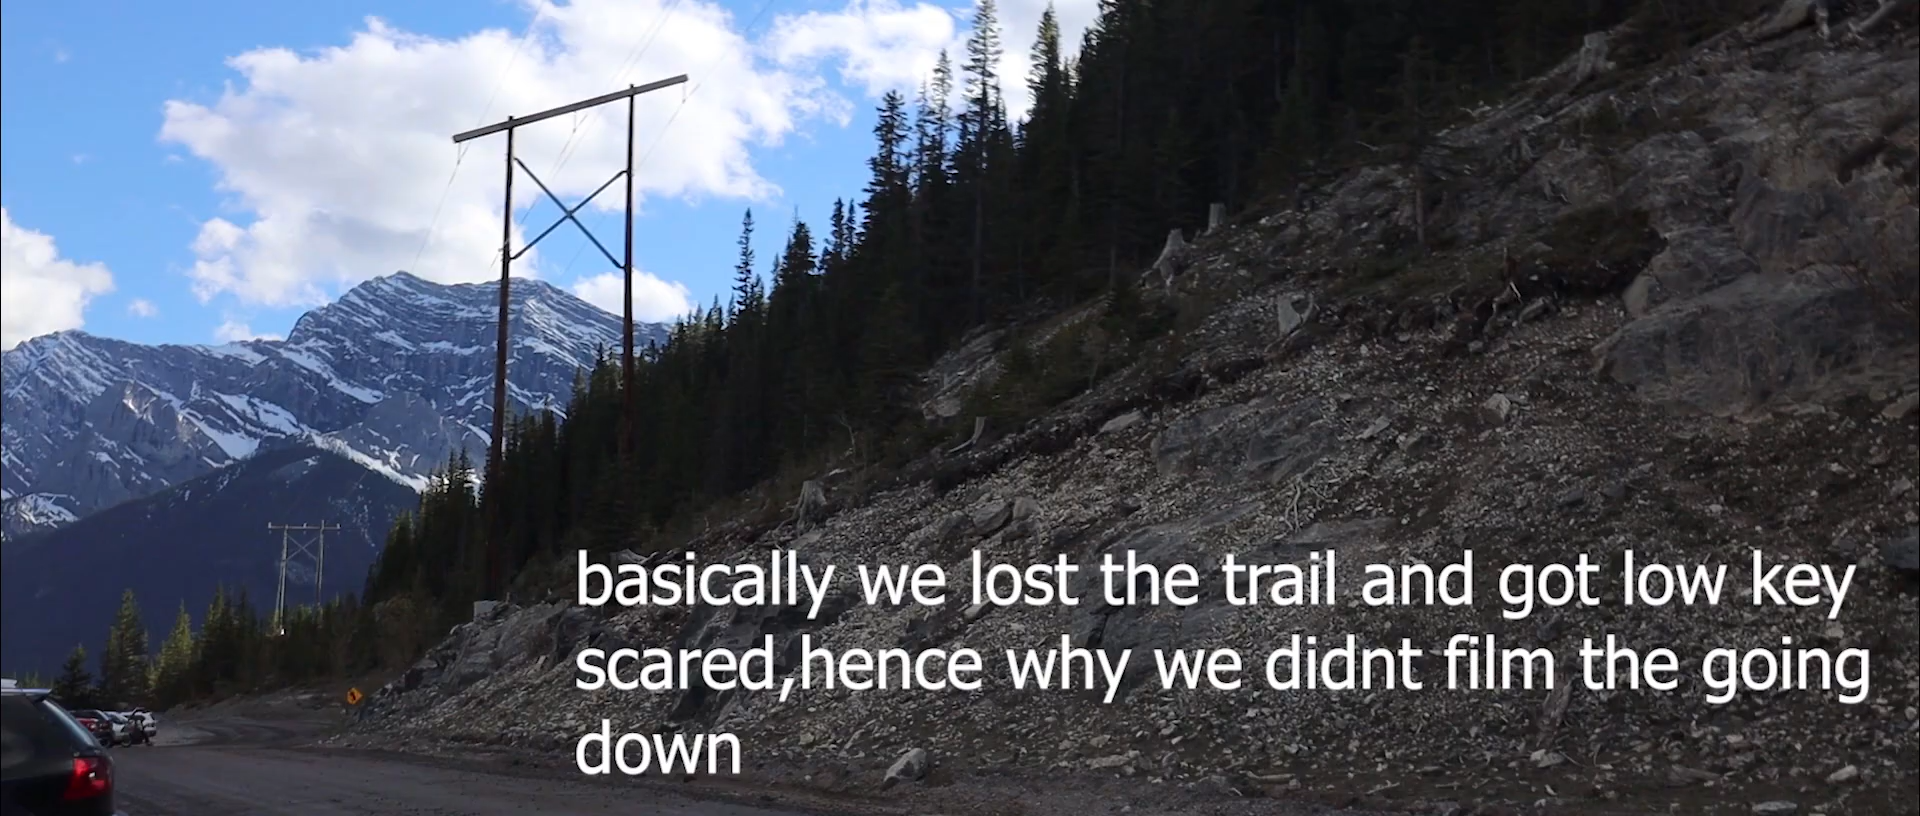 basically we lost the trail and got low key
scared,hence why we didnt film the going
down